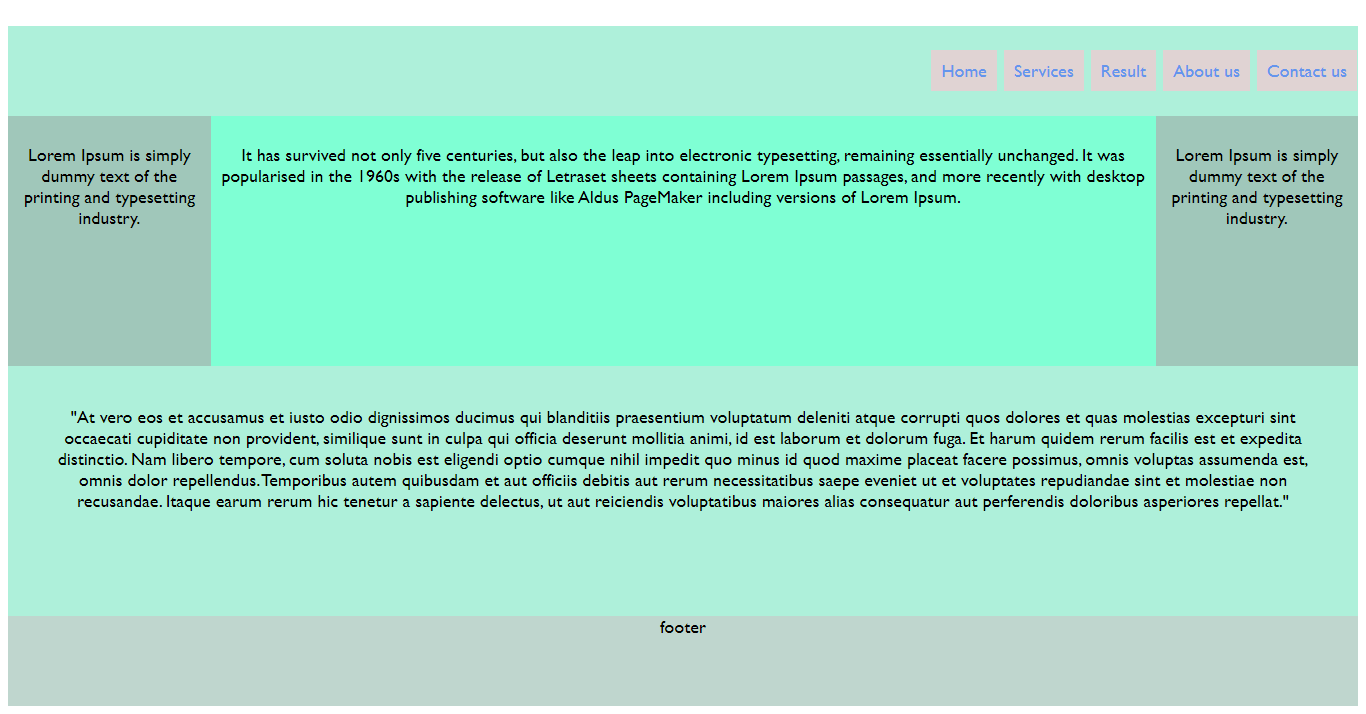 Home Services Result About us Contact us
Lorem Ipsum is simply
dummy text of the
printing and typesetting
industry.
It has survived not only five centuries, but also the leap into electronic typesetting, remaining essentially unchanged. It was
popularised in the 1960s with the release of Letraset sheets containing Lorem Ipsum passages, and more recently with desktop
publishing software like Aldus PageMaker including versions of Lorem Ipsum.
Lorem Ipsum is simply
dummy text of the
printing and typesetting
industry.
"At vero eos et accusamus et iusto odio dignissimos ducimus qui blanditiis praesentium voluptatum deleniti atque corrupti quos dolores et quas molestias excepturi sint
occaecati cupiditate non provident, similique sunt in culpa qui officia deserunt mollitia animi, id est laborum et dolorum fuga. Et harum quidem rerum facilis est et expedita
distinctio. Nam libero tempore, cum soluta nobis est eligendi optio cumque nihil impedit quo minus id quod maxime placeat facere possimus, omnis voluptas assumenda est,
omnis dolor repellendus. Temporibus autem quibusdam et aut officiis debitis aut rerum necessitatibus saepe eveniet ut et voluptates repudiandae sint et molestiae non
recusandae. Itaque earum rerum hic tenetur a sapiente delectus, ut aut reiciendis voluptatibus maiores alias consequatur aut perferendis doloribus asperiores repellat."
footer